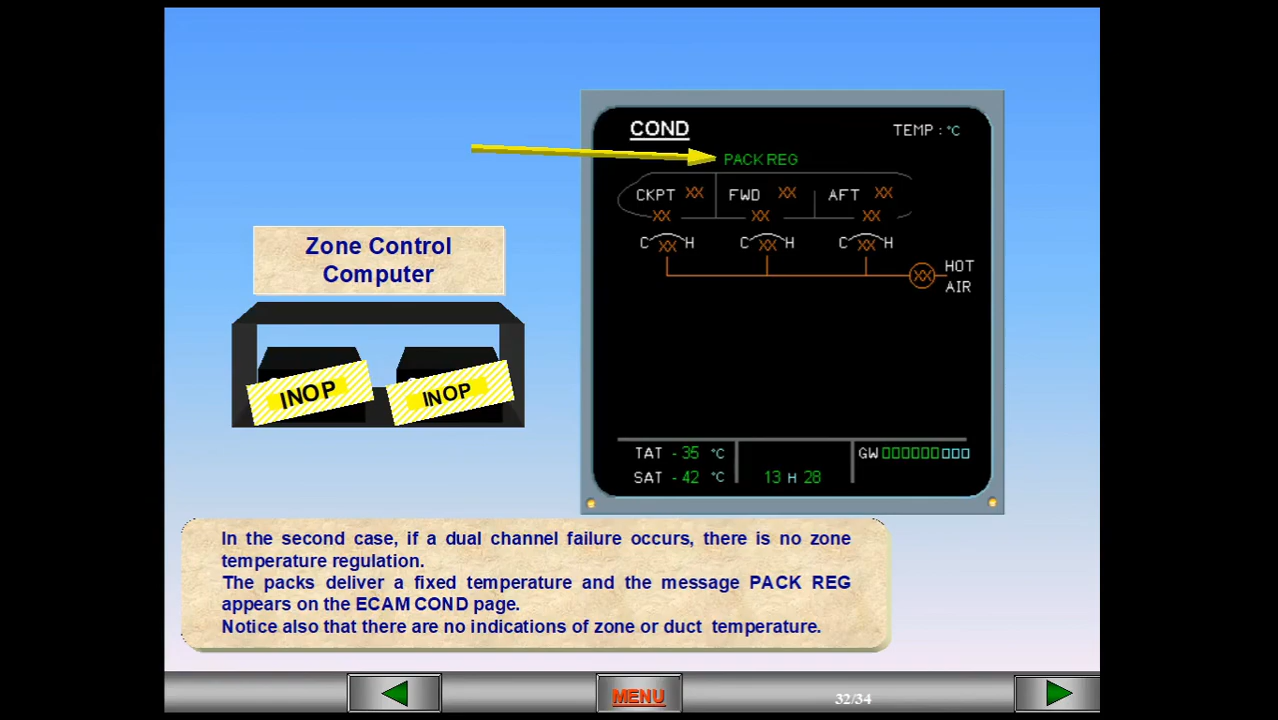 COND
TEMP : °C
PACK REG
CKPT XX FWD XX AFT XX
XX XX XX
C XX H C XX H C XX H
XX HOT AIR
Zone Control
Computer
INOP INOP
TAT - 35 °C
SAT - 42 °C
13 H 28
GW
In the second case, if a dual channel failure occurs, there is no zone
temperature regulation.
The packs deliver a fixed temperature and the message PACK REG
appears on the ECAM COND page.
Notice also that there are no indications of zone or duct temperature.
MENU
32/34